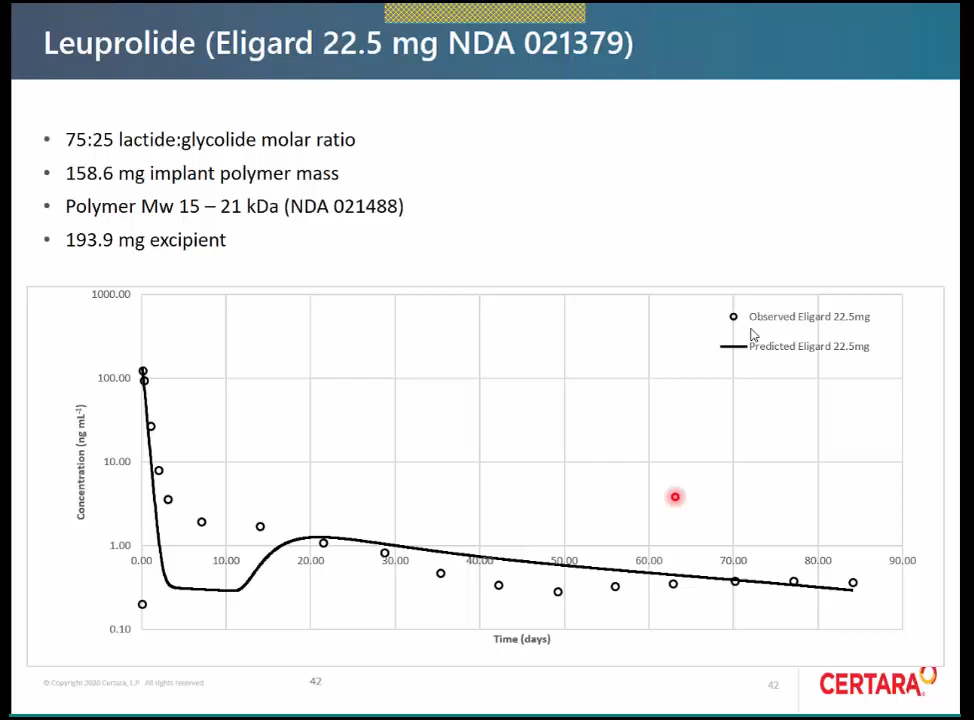 Leuprolide (Eligard 22.5 mg NDA 021379)
• 75:25 lactide:glycolide molar ratio
• 158.6 mg implant polymer mass
• Polymer Mw 15 – 21 kDa (NDA 021488)
• 193.9 mg excipient
1000.00
100.00
10.00
1.00
0.10
Concentration (ng mL-1)
Observed Eligard 22.5mg
Predicted Eligard 22.5mg
0.00 10.00 20.00 30.00 40.00 50.00 60.00 70.00 80.00 90.00
Time (days)
© Copyright 2020 Certara, L.P. All rights reserved.
42
42
CERTARA